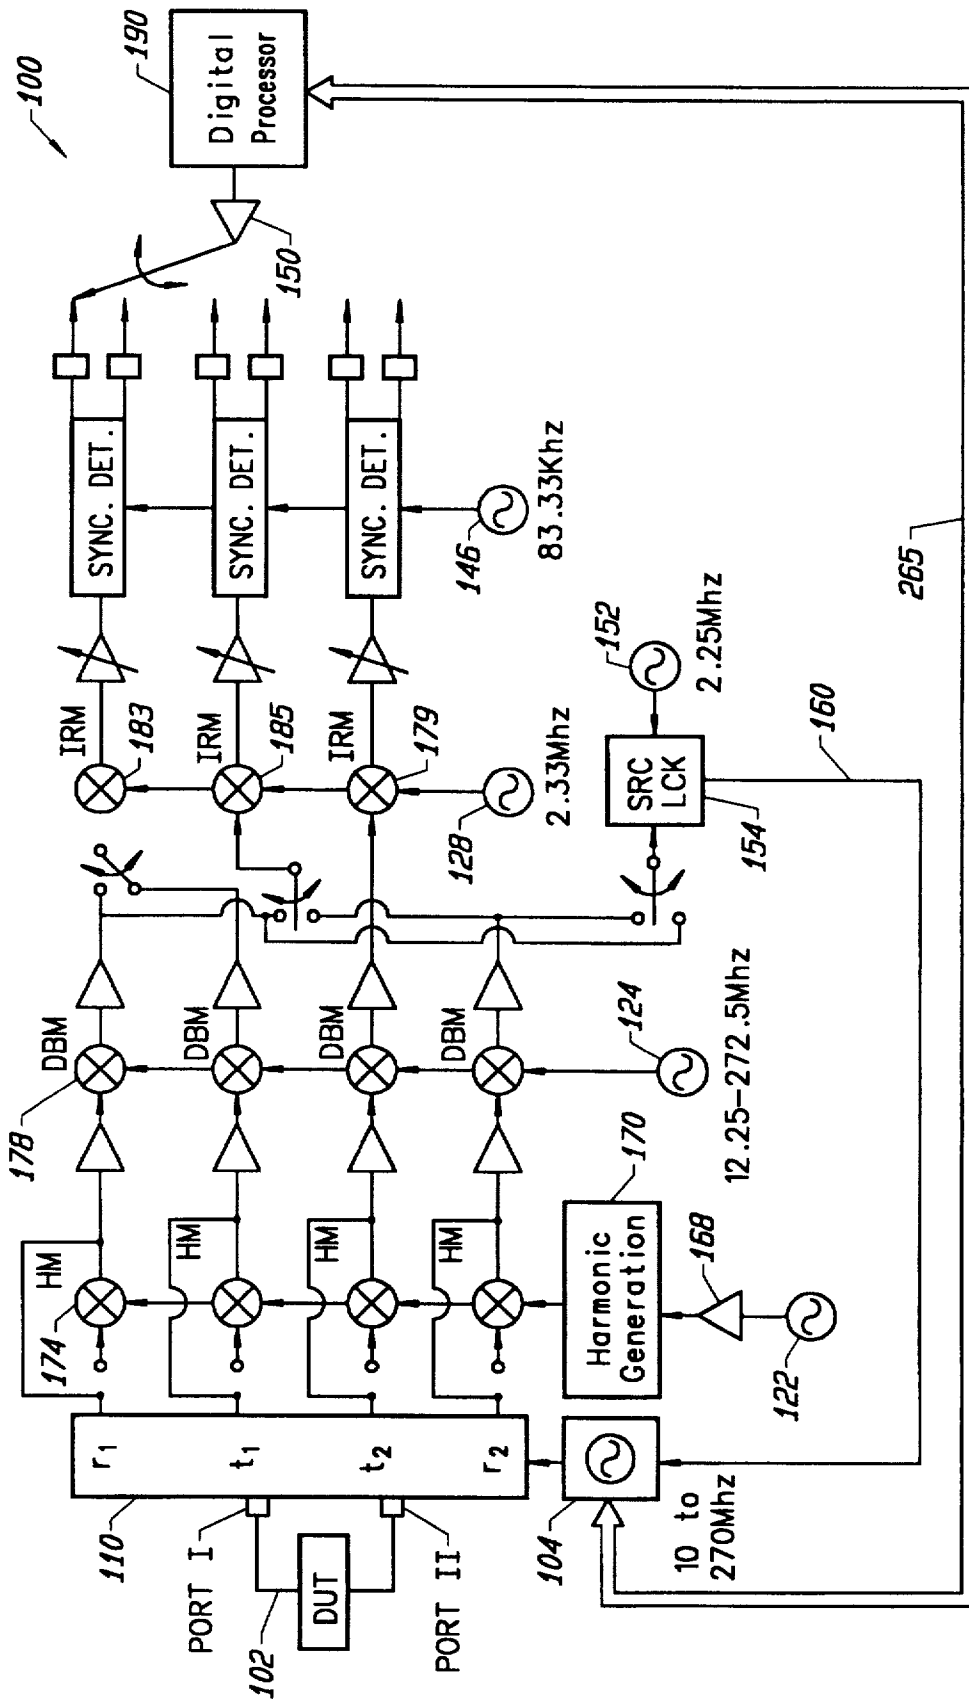 100
190
Digital
Processor
150
SYNC. DET.
SYNC. DET.
SYNC. DET.
146
83.33Khz
IRM
183
IRM
185
IRM
179
128
2.33Mhz
152
2.25Mhz
SRC
LCK
154
160
265
DBM
178
DBM
DBM
DBM
124
12.25-272.5Mhz
HM
174
HM
HM
HM
170
Harmonic
Generation
168
122
r1
t1
t2
r2
110
PORT I
102
DUT
PORT II
104
10 to
270Mhz